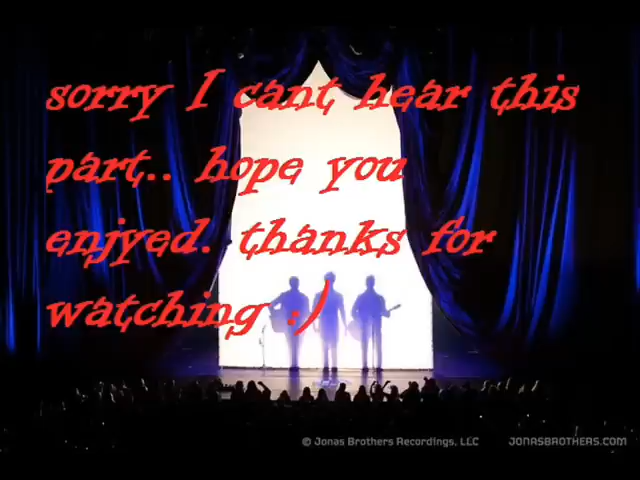 sorry I cant hear this
part.. hope you
enjyed. thanks for
watching :)
© Jonas Brothers Recordings, LLC JONASBROTHERS.COM